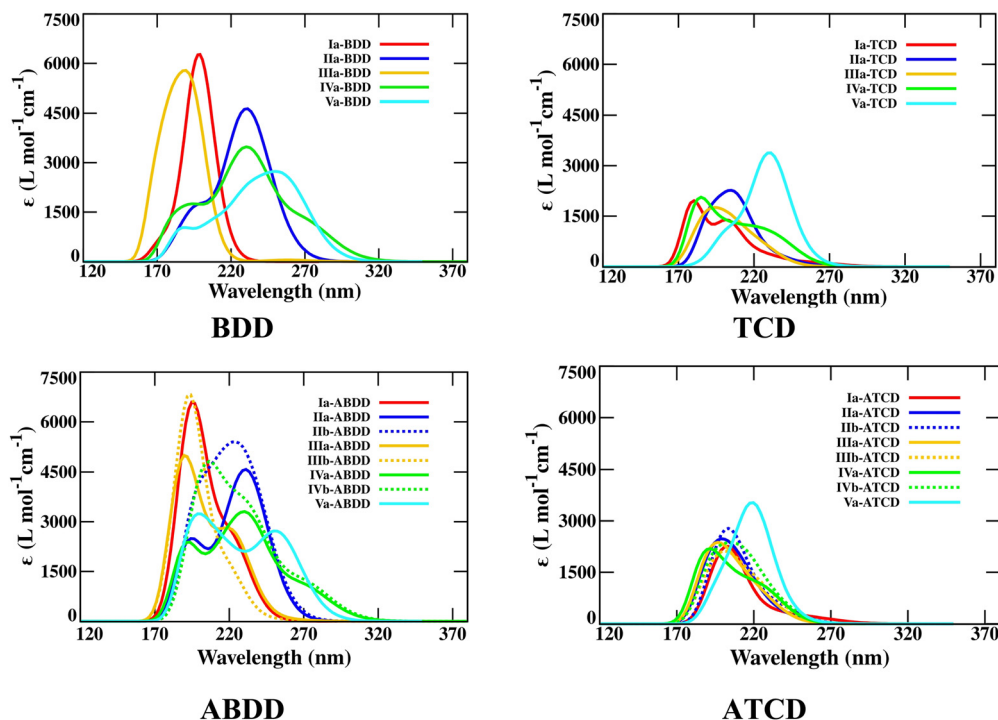 7500
6000
4500
3000
1500
0
120 170 220 270 320 370
ε (L mol⁻¹cm⁻¹)
Wavelength (nm)
Ia-BDD
IIa-BDD
IIIa-BDD
IVa-BDD
Va-BDD
BDD
7500
6000
4500
3000
1500
0
120 170 220 270 320 370
ε (L mol⁻¹cm⁻¹)
Wavelength (nm)
Ia-TCD
IIa-TCD
IIIa-TCD
IVa-TCD
Va-TCD
TCD
7500
6000
4500
3000
1500
0
120 170 220 270 320 370
ε (L mol⁻¹cm⁻¹)
Wavelength (nm)
Ia-ABDD
IIa-ABDD
IIb-ABDD
IIIa-ABDD
IIIb-ABDD
IVa-ABDD
IVb-ABDD
Va-ABDD
ABDD
7500
6000
4500
3000
1500
0
120 170 220 270 320 370
ε (L mol⁻¹cm⁻¹)
Wavelength (nm)
Ia-ATCD
IIa-ATCD
IIb-ATCD
IIIa-ATCD
IIIb-ATCD
IVa-ATCD
IVb-ATCD
Va-ATCD
ATCD